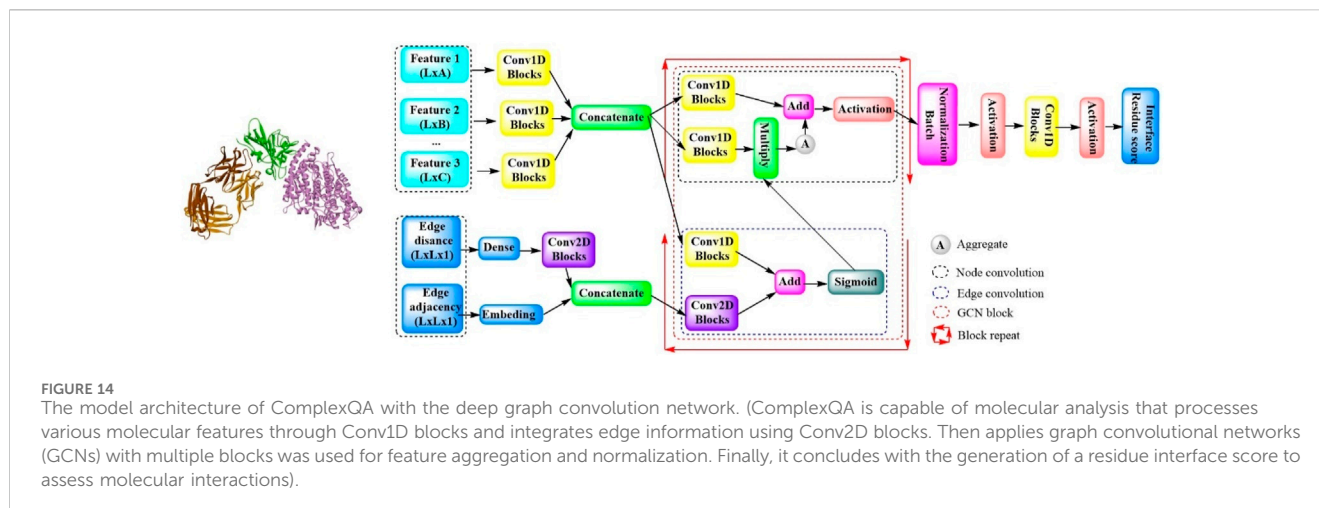 Feature 1
(LxA)
Conv1D
Blocks
Feature 2
(LxB)
Conv1D
Blocks
...
Feature 3
(LxC)
Conv1D
Blocks
Concatenate
Edge
disance
(LxLx1)
Dense
Conv2D
Blocks
Edge
adjacency
(LxLx1)
Embeding
Concatenate
Conv1D
Blocks
Conv1D
Blocks
Multiply
Add
A
Activation
Conv1D
Blocks
Conv2D
Blocks
Add
Sigmoid
Normalization
Batch
Activation
Conv1D
Blocks
Activation
Interface
Residue score
A Aggregate
Node convolution
Edge convolution
GCN block
Block repeat
FIGURE 14
The model architecture of ComplexQA with the deep graph convolution network. (ComplexQA is capable of molecular analysis that processes
various molecular features through Conv1D blocks and integrates edge information using Conv2D blocks. Then applies graph convolutional networks
(GCNs) with multiple blocks was used for feature aggregation and normalization. Finally, it concludes with the generation of a residue interface score to
assess molecular interactions).